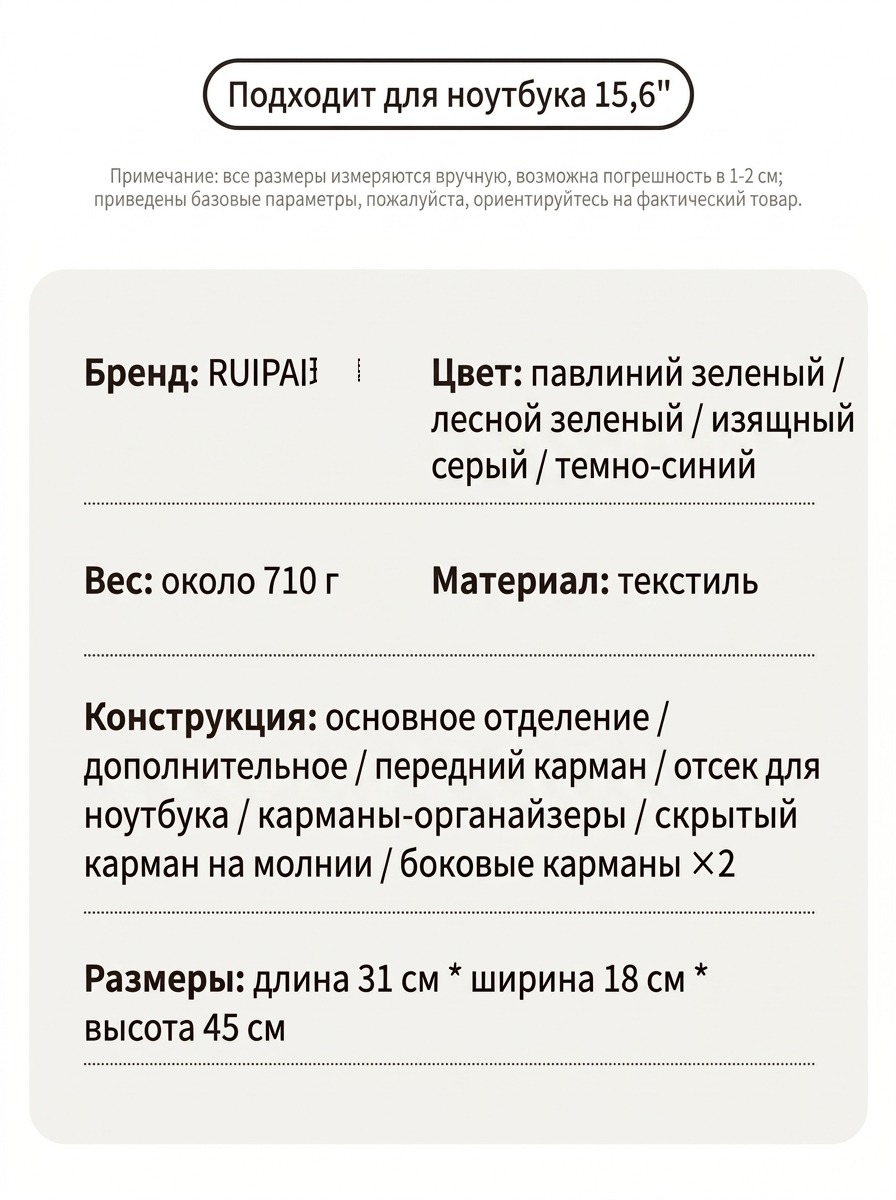 Подходит для ноутбука 15,6"
Примечание: все размеры измеряются вручную, возможна погрешность в 1-2 см;
приведены базовые параметры, пожалуйста, ориентируйтесь на фактический товар.
Бренд: RUIPAI
Цвет: павлиний зеленый /
лесной зеленый / изящный
серый / темно-синий
Вес: около 710 г
Материал: текстиль
Конструкция: основное отделение /
дополнительное / передний карман / отсек для
ноутбука / карманы-органайзеры / скрытый
карман на молнии / боковые карманы ×2
Размеры: длина 31 см * ширина 18 см *
высота 45 см